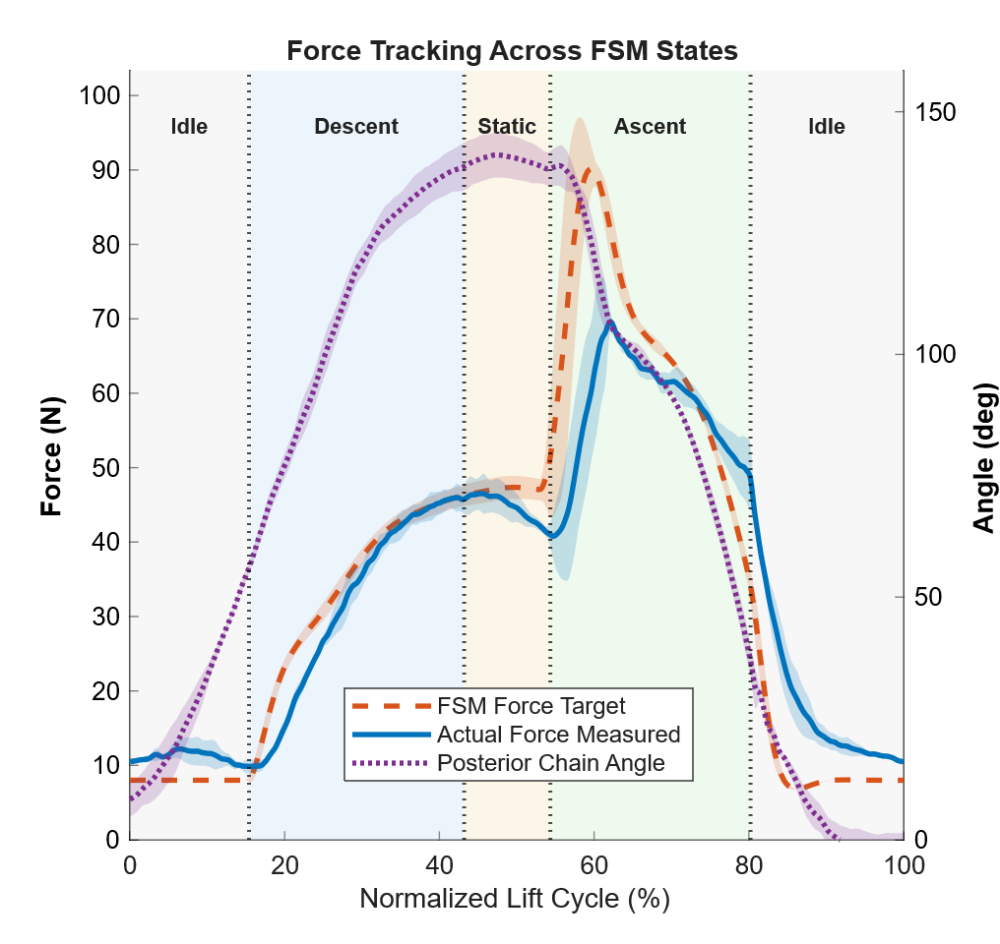 Force Tracking Across FSM States
Idle
Descent
Static
Ascent
Idle
Force (N)
100
90
80
70
60
50
40
30
20
10
0
150
100
50
0
Angle (deg)
FSM Force Target
Actual Force Measured
Posterior Chain Angle
0
20
40
60
80
100
Normalized Lift Cycle (%)